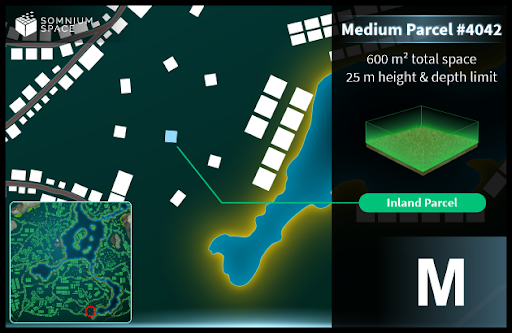 SOMNIUM
SPACE
Medium Parcel #4042
600 m² total space
25 m height & depth limit
Inland Parcel
M